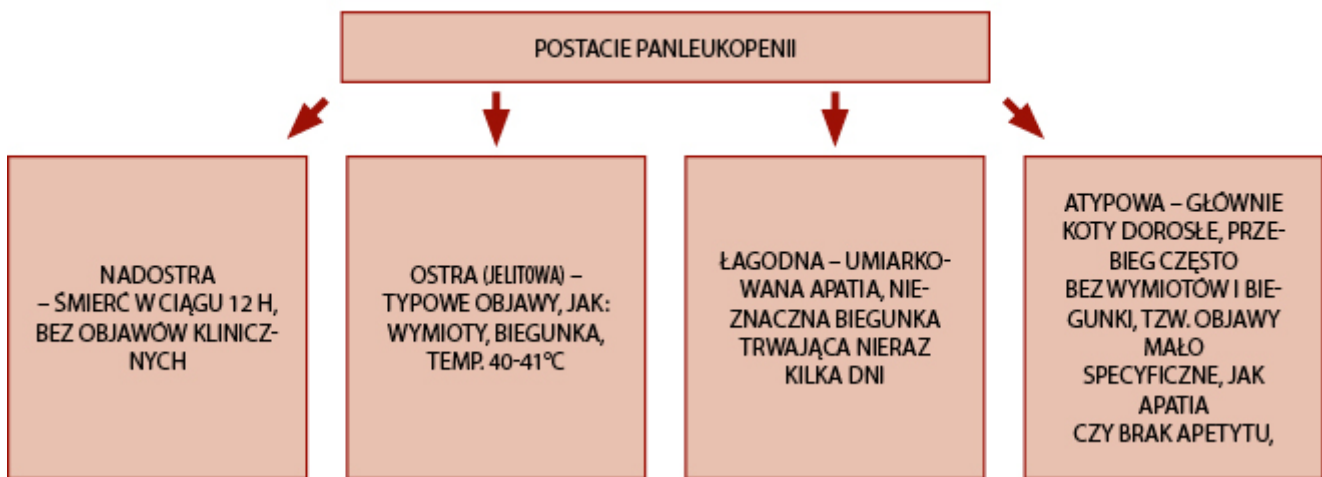 POSTACIE PANLEUKOPENII
NADOSTRA
– ŚMIERĆ W CIĄGU 12 H,
BEZ OBJAWÓW KLINICZ-
NYCH
OSTRA (JELITOWA) –
TYPOWE OBJAWY, JAK:
WYMIOTY, BIEGUNKA,
TEMP. 40-41°C
ŁAGODNA – UMIARKO-
WANA APATIA, NIE-
ZNACZNA BIEGUNKA
TRWAJĄCA NIERAZ
KILKA DNI
ATYPOWA – GŁÓWNIE
KOTY DOROSŁE, PRZE-
BIEG CZĘSTO
BEZ WYMIOTÓW I BIE-
GUNKI, TZW. OBJAWY
MAŁO
SPECYFICZNE, JAK
APATIA
CZY BRAK APETYTU,